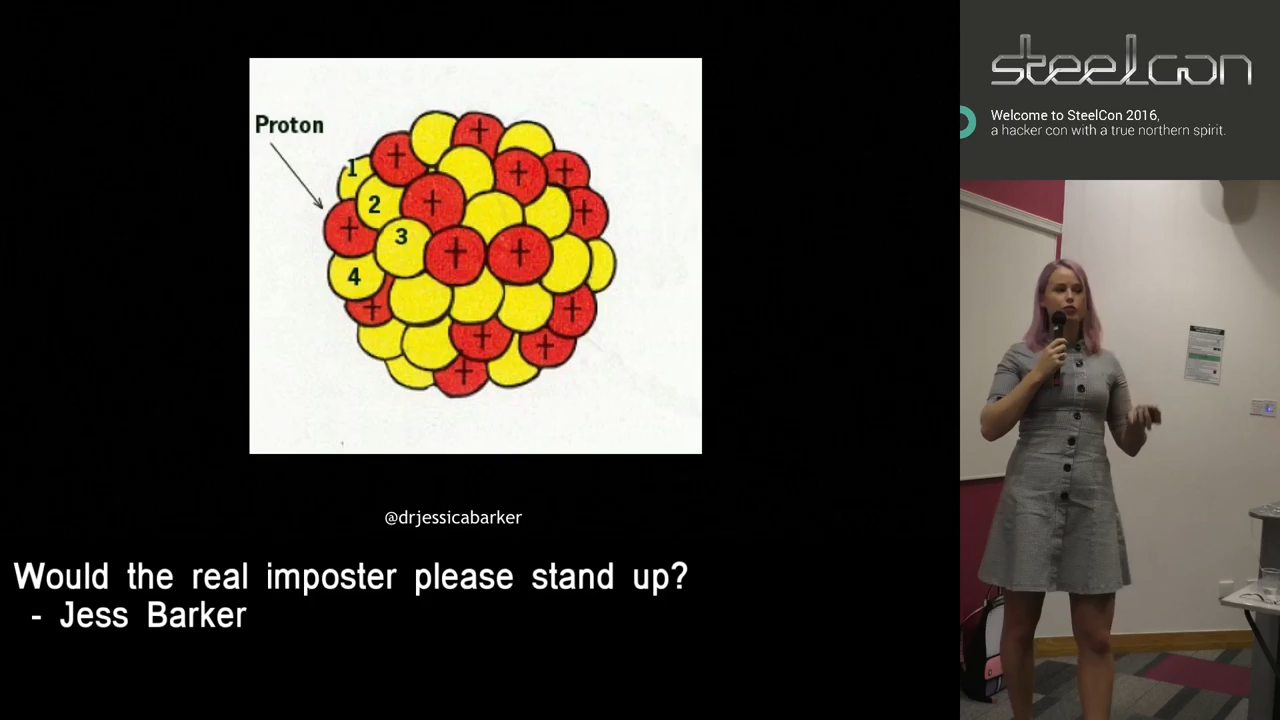 Proton
1
2
3
4
+ + + + + + + + + + + + + + +
@drjessicabarker
Would the real imposter please stand up?
- Jess Barker
steelcon
Welcome to SteelCon 2016,
a hacker con with a true northern spirit.